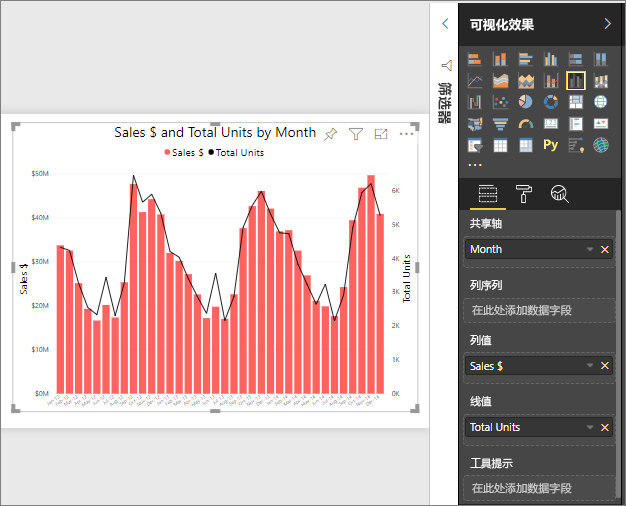 Sales $ and Total Units by Month
Sales $ Total Units
Sales $
$50M
$40M
$30M
$20M
$10M
$0M
6K
5K
4K
3K
2K
1K
0K
Total Units
筛选器
可视化效果
Py
共享轴
Month
列序列
在此处添加数据字段
列值
Sales $
线值
Total Units
工具提示
在此处添加数据字段